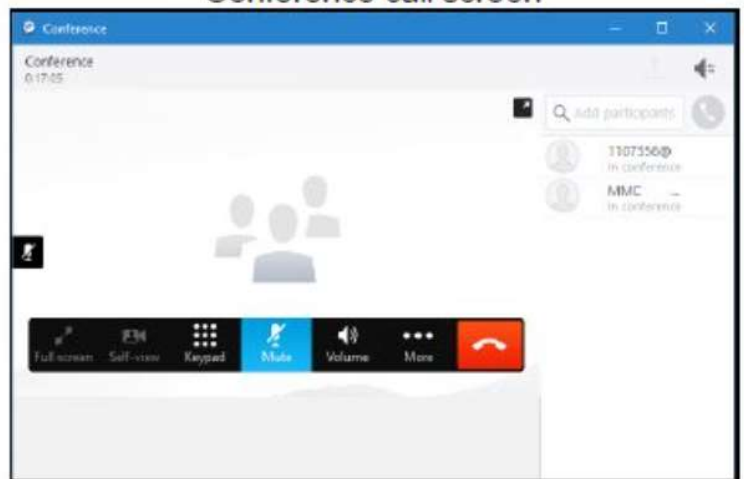 Conference call screen
Conference
Conference
0:17:05
Add participants
1107556@
In conference
MMC ...
In conference
Full screen Self-view Keypad Mute Volume More